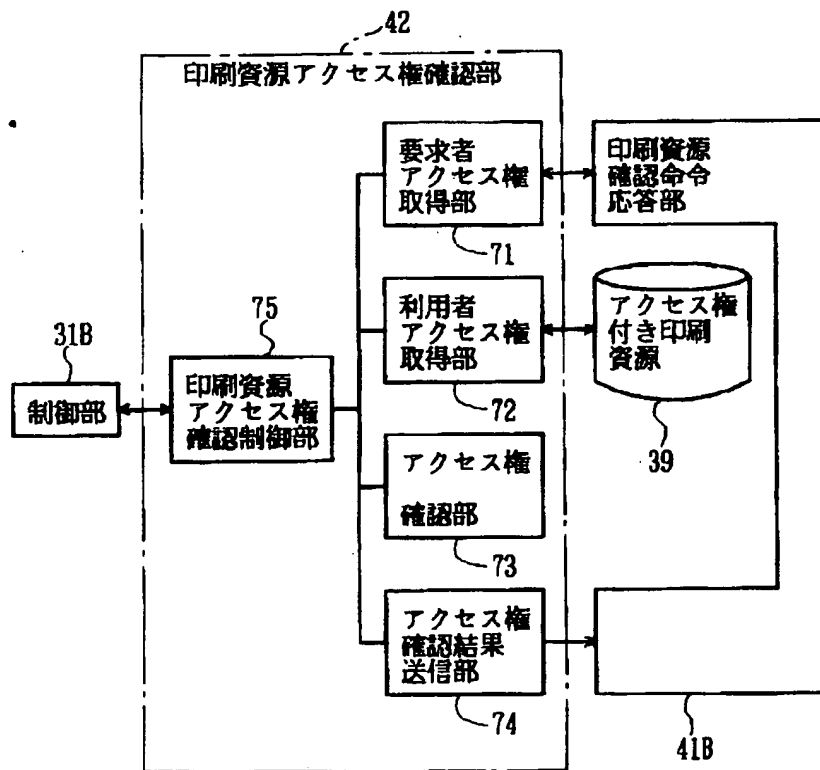 42
印刷資源アクセス権確認部
要求者
アクセス権
取得部
71
印刷資源
確認命令
応答部
利用者
アクセス権
取得部
72
アクセス権
付き印刷
資源
39
31B
制御部
75
印刷資源
アクセス権
確認制御部
アクセス権
確認部
73
アクセス権
確認結果
送信部
74
41B